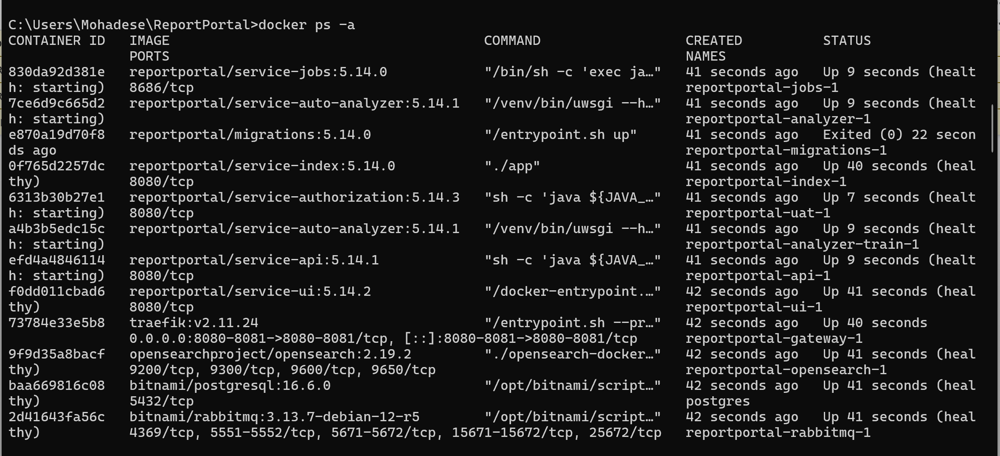 C:\Users\Mohadese\ReportPortal>docker ps -a
CONTAINER ID   IMAGE                                       COMMAND                  CREATED          STATUS
               PORTS                                                                NAMES
830da92d381e   reportportal/service-jobs:5.14.0            "/bin/sh -c 'exec ja…"   41 seconds ago   Up 9 seconds (healt
h: starting)   8686/tcp                                                             reportportal-jobs-1
7ce6d9c665d2   reportportal/service-auto-analyzer:5.14.1   "/venv/bin/uwsgi --h…"   41 seconds ago   Up 9 seconds (healt
h: starting)                                                                        reportportal-analyzer-1
e870a19d70f8   reportportal/migrations:5.14.0              "/entrypoint.sh up"      41 seconds ago   Exited (0) 22 secon
ds ago                                                                              reportportal-migrations-1
0f765d2257dc   reportportal/service-index:5.14.0           "./app"                  41 seconds ago   Up 40 seconds (heal
thy)           8080/tcp                                                             reportportal-index-1
6313b30b27e1   reportportal/service-authorization:5.14.3   "sh -c 'java ${JAVA_…"   41 seconds ago   Up 7 seconds (healt
h: starting)   8080/tcp                                                             reportportal-uat-1
a4b3b5edc15c   reportportal/service-auto-analyzer:5.14.1   "/venv/bin/uwsgi --h…"   41 seconds ago   Up 9 seconds (healt
h: starting)                                                                        reportportal-analyzer-train-1
efd4a4846114   reportportal/service-api:5.14.1             "sh -c 'java ${JAVA_…"   41 seconds ago   Up 9 seconds (healt
h: starting)   8080/tcp                                                             reportportal-api-1
f0dd011cbad6   reportportal/service-ui:5.14.2              "/docker-entrypoint.…"   42 seconds ago   Up 41 seconds (heal
thy)           8080/tcp                                                             reportportal-ui-1
73784e33e5b8   traefik:v2.11.24                            "/entrypoint.sh --pr…"   42 seconds ago   Up 40 seconds
               0.0.0.0:8080-8081->8080-8081/tcp, [::]:8080-8081->8080-8081/tcp      reportportal-gateway-1
9f9d35a8bacf   opensearchproject/opensearch:2.19.2         "./opensearch-docker…"   42 seconds ago   Up 41 seconds (heal
thy)           9200/tcp, 9300/tcp, 9600/tcp, 9650/tcp                               reportportal-opensearch-1
baa669816c08   bitnami/postgresql:16.6.0                   "/opt/bitnami/script…"   42 seconds ago   Up 41 seconds (heal
thy)           5432/tcp                                                             postgres
2d41643fa56c   bitnami/rabbitmq:3.13.7-debian-12-r5        "/opt/bitnami/script…"   42 seconds ago   Up 41 seconds (heal
thy)           4369/tcp, 5551-5552/tcp, 5671-5672/tcp, 15671-15672/tcp, 25672/tcp   reportportal-rabbitmq-1